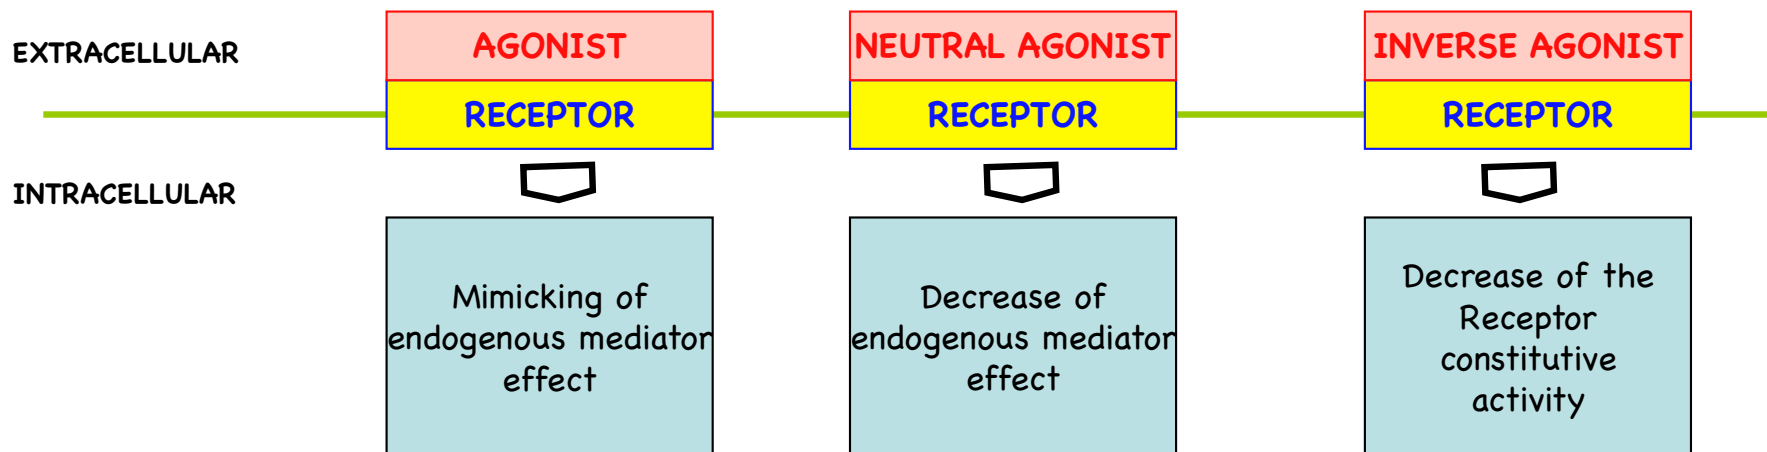 EXTRACELLULAR
AGONIST
NEUTRAL AGONIST
INVERSE AGONIST
RECEPTOR
RECEPTOR
RECEPTOR
INTRACELLULAR
Mimicking of
endogenous mediator
effect
Decrease of
endogenous mediator
effect
Decrease of the
Receptor
constitutive
activity